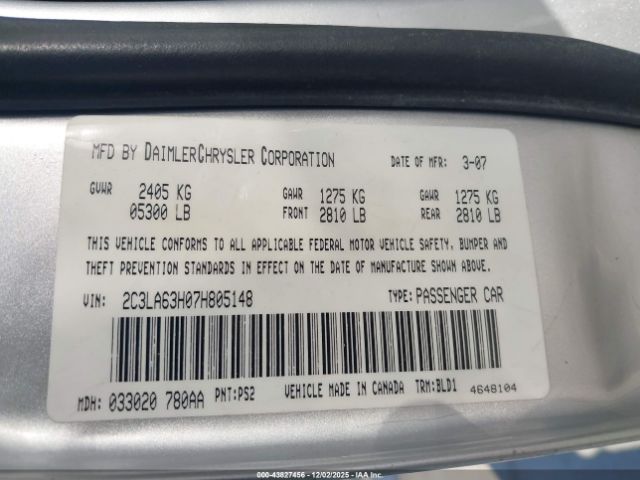 MFD BY DAIMLERCHRYSLER CORPORATION DATE OF MFR: 3-07
GVWR 2405 KG GAWR 1275 KG GAWR 1275 KG
05300 LB FRONT 2810 LB REAR 2810 LB
THIS VEHICLE CONFORMS TO ALL APPLICABLE FEDERAL MOTOR VEHICLE SAFETY, BUMPER AND
THEFT PREVENTION STANDARDS IN EFFECT ON THE DATE OF MANUFACTURE SHOWN ABOVE.
VIN: 2C3LA63H07H805148 TYPE: PASSENGER CAR
MDH: 033020 780AA PNT:PS2 VEHICLE MADE IN CANADA TRM:BLD1 4648104
000-43827456 - 12/02/2025 - IAA